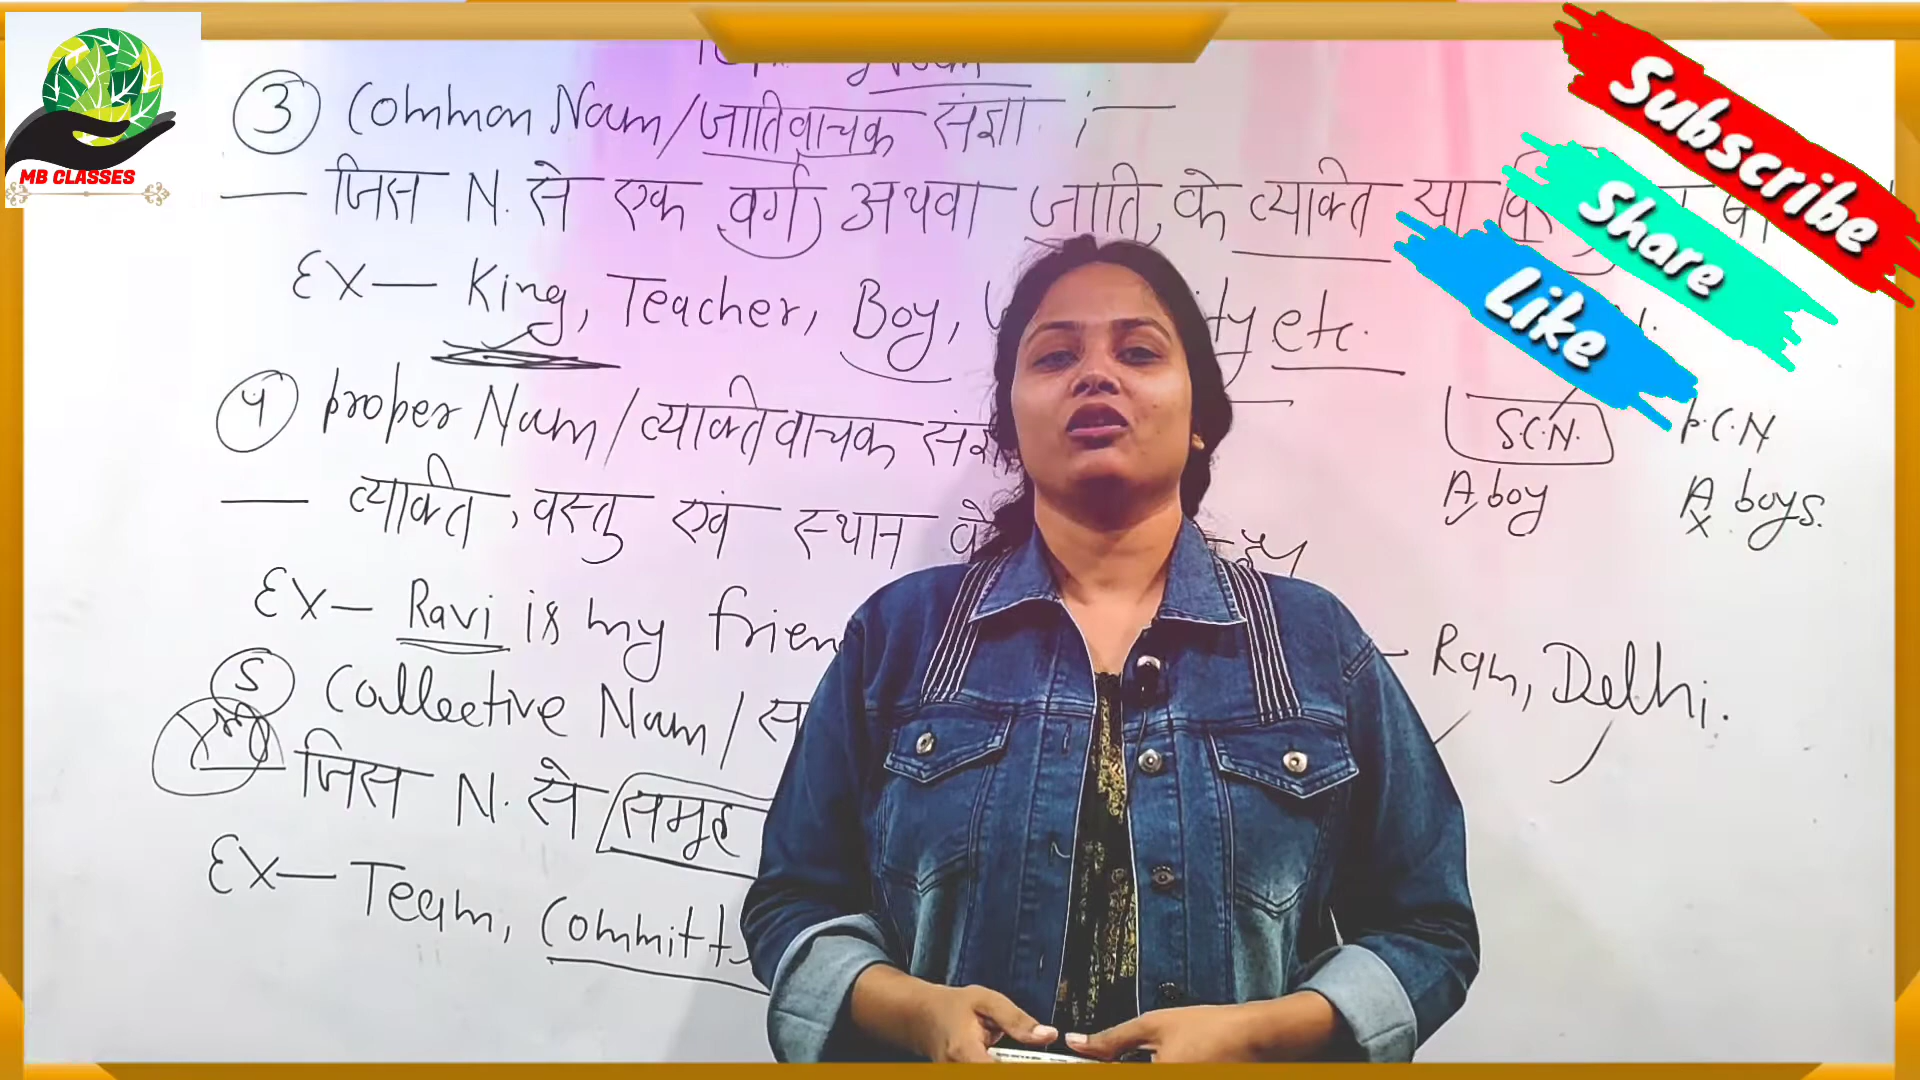 MB CLASSES
Subscribe
Share
Like
Noun
③ Common Noun/जातिवाचक संज्ञा :—
— जिस N. से एक वर्ग अथवा जाति, के व्यक्ति या
EX— King, Teacher, Boy, etc.
④ proper Noun/व्यक्तिवाचक
— व्यक्ति, वस्तु एवं स्थान
EX— Ravi is my
Ram, Delhi.
S.C.N. P.C.N
A boy A boys.
⑤ Collective Noun/
जिस N. से समूह
EX— Team,